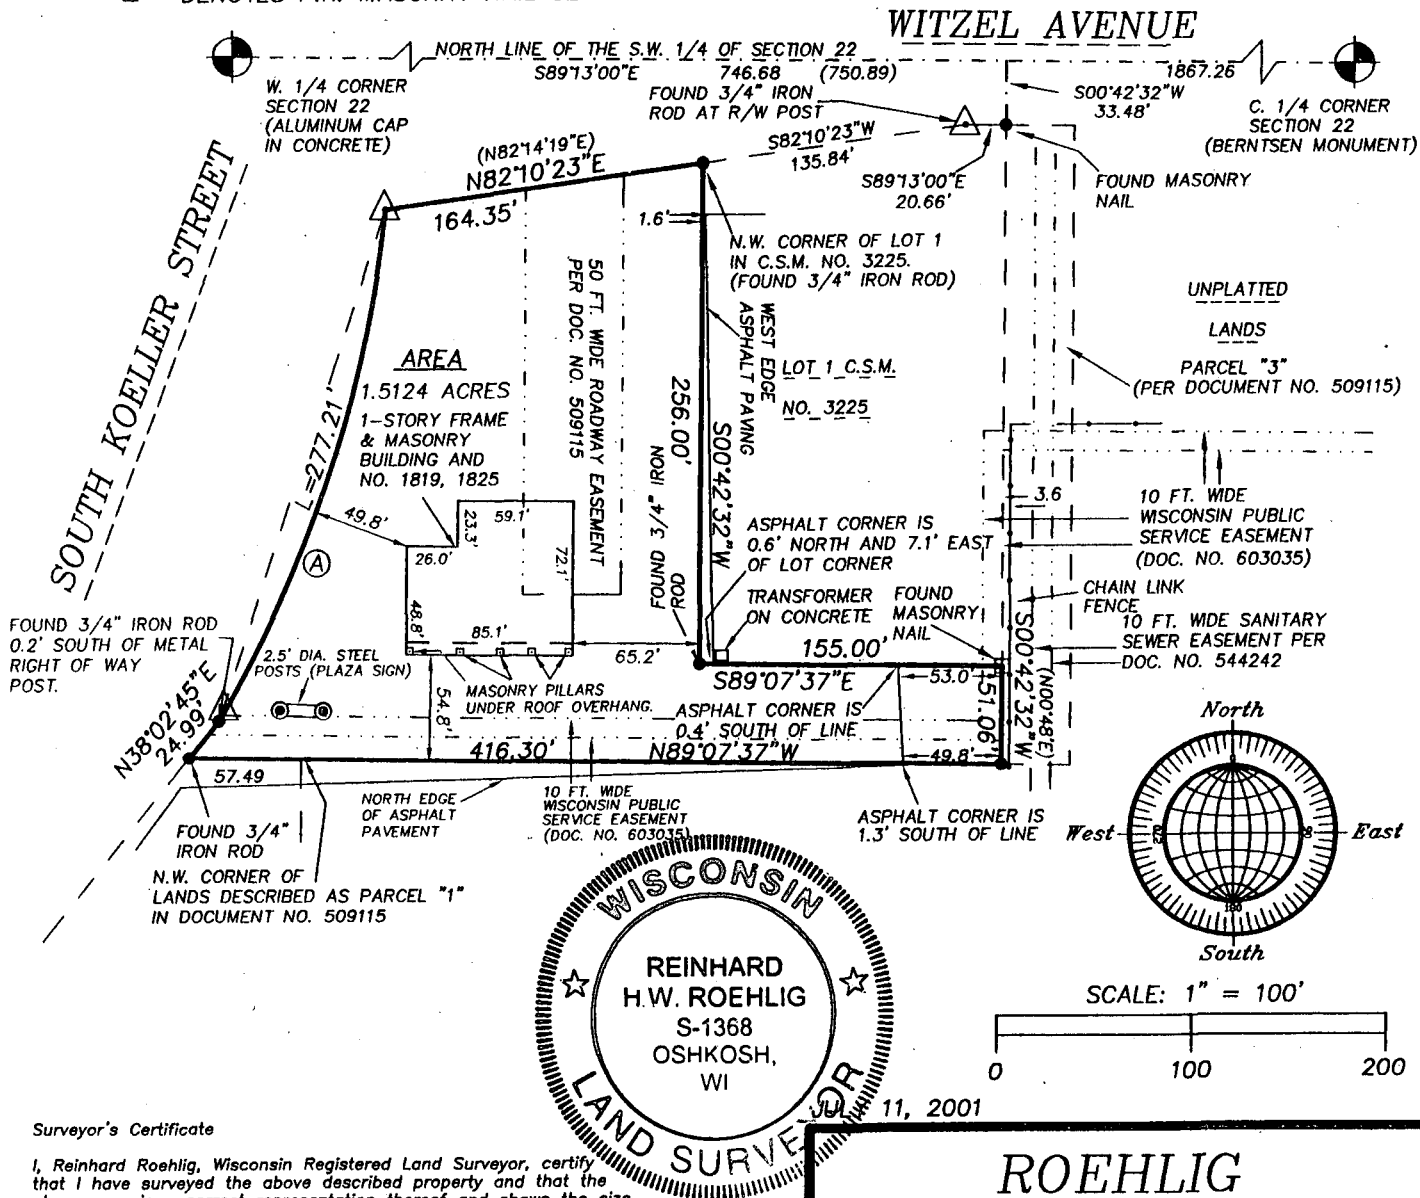 WITZEL AVENUE
NORTH LINE OF THE S.W. 1/4 OF SECTION 22
S89°13'00"E 746.68 (750.89) 1867.26
W. 1/4 CORNER
SECTION 22
(ALUMINUM CAP
IN CONCRETE)
FOUND 3/4" IRON
ROD AT R/W POST
S00°42'32"W
33.48'
C. 1/4 CORNER
SECTION 22
(BERNTSEN MONUMENT)
(N82°14'19"E)
N82°10'23"E
164.35'
S82°10'23"W
135.84'
S89°13'00"E
20.66'
FOUND MASONRY
NAIL
SOUTH KOELLER STREET
1.6'
N.W. CORNER OF LOT 1
IN C.S.M. NO. 3225.
(FOUND 3/4" IRON ROD)
50 FT. WIDE ROADWAY EASEMENT
PER DOC. NO. 509115
WEST EDGE
ASPHALT PAVING
UNPLATTED
LANDS
PARCEL "3"
(PER DOCUMENT NO. 509115)
LOT 1 C.S.M.
NO. 3225
AREA
1.5124 ACRES
1-STORY FRAME
& MASONRY
BUILDING AND
NO. 1819, 1825
L=277.21'
256.00'
S00°42'32"W
FOUND 3/4" IRON
ROD
49.8'
23.3'
59.1'
26.0'
72.1'
48.8'
85.1'
65.2'
A
3.6
10 FT. WIDE
WISCONSIN PUBLIC
SERVICE EASEMENT
(DOC. NO. 603035)
ASPHALT CORNER IS
0.6' NORTH AND 7.1' EAST
OF LOT CORNER
TRANSFORMER
ON CONCRETE
FOUND
MASONRY
NAIL
CHAIN LINK
FENCE
10 FT. WIDE SANITARY
SEWER EASEMENT PER
DOC. NO. 544242
FOUND 3/4" IRON ROD
0.2' SOUTH OF METAL
RIGHT OF WAY
POST.
2.5' DIA. STEEL
POSTS (PLAZA SIGN)
155.00'
S89°07'37"E
53.0'
51.06'
S00°42'32"W
(N00°48'E)
MASONRY PILLARS
UNDER ROOF OVERHANG.
54.8'
ASPHALT CORNER IS
0.4' SOUTH OF LINE
N38°02'45"E
24.99'
416.30' N89°07'37"W
49.8'
57.49
NORTH EDGE
OF ASPHALT
PAVEMENT
10 FT. WIDE
WISCONSIN PUBLIC
SERVICE EASEMENT
(DOC. NO. 603035)
ASPHALT CORNER IS
1.3' SOUTH OF LINE
FOUND 3/4"
IRON ROD
N.W. CORNER OF
LANDS DESCRIBED AS PARCEL "1"
IN DOCUMENT NO. 509115
North
West
East
South
0
90
180
270
WISCONSIN
REINHARD
H.W. ROEHLIG
S-1368
OSHKOSH,
WI
LAND SURVEYOR
SCALE: 1" = 100'
0 100 200
11, 2001
Surveyor's Certificate
I, Reinhard Roehlig, Wisconsin Registered Land Surveyor, certify
that I have surveyed the above described property and that the
ROEHLIG